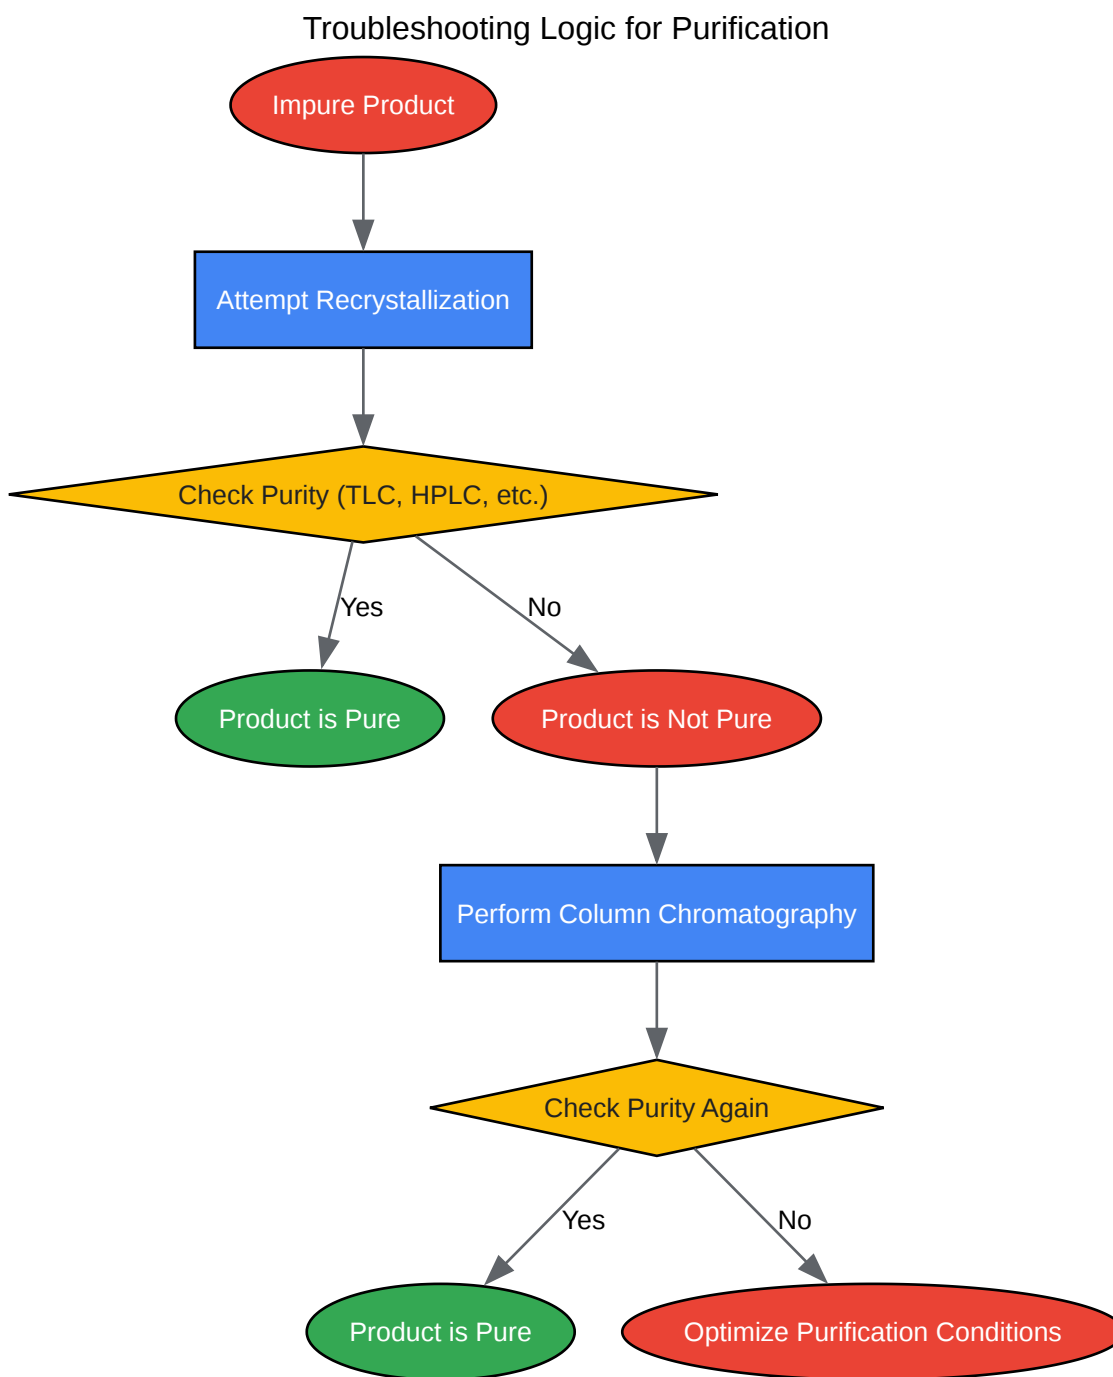 Troubleshooting Logic for Purification
Impure Product
Attempt Recrystallization
Check Purity (TLC, HPLC, etc.)
Yes
No
Product is Pure
Product is Not Pure
Perform Column Chromatography
Check Purity Again
Yes
No
Product is Pure
Optimize Purification Conditions